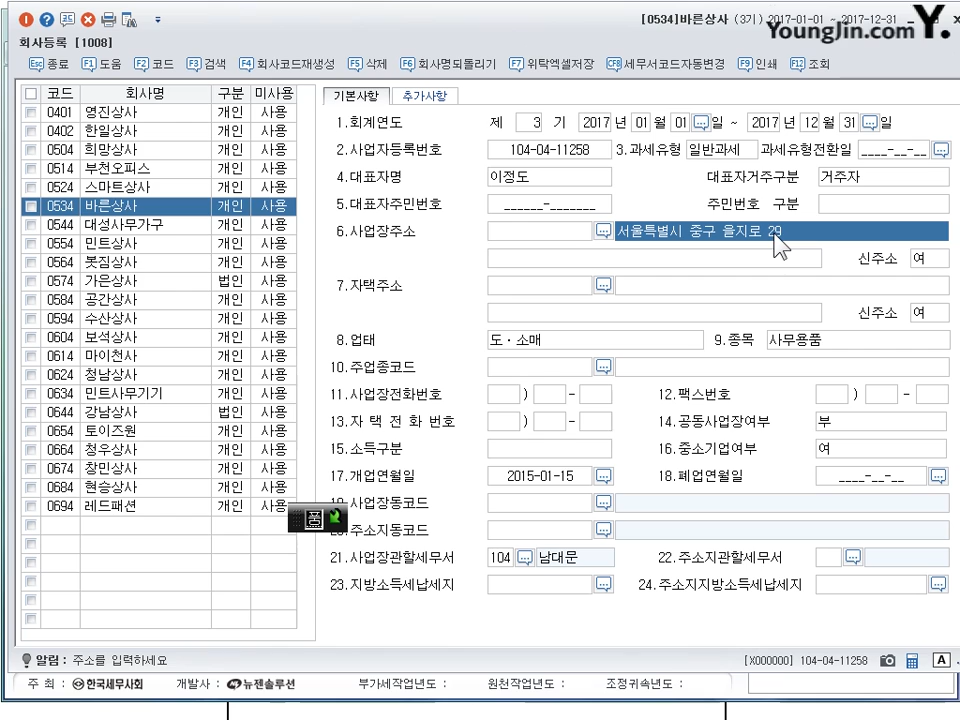 [0534]바른상사 (3기) 2017-01-01 ~ 2017-12-31
YoungJin.com Y.
회사등록 [1008]
Esc 종료 F1 도움 F2 코드 F3 검색 F4 회사코드재생성 F5 삭제 F6 회사명되돌리기 F7 위탁엑셀저장 CF8 세무서코드자동변경 F9 인쇄 F12 조회
코드 회사명 구분 미사용
0401 영진상사 개인 사용
0402 한일상사 개인 사용
0504 희망상사 개인 사용
0514 부천오피스 개인 사용
0524 스마트상사 개인 사용
0534 바른상사 개인 사용
0544 대성사무가구 개인 사용
0554 민트상사 개인 사용
0564 봇짐상사 개인 사용
0574 가은상사 법인 사용
0584 공간상사 개인 사용
0594 수산상사 개인 사용
0604 보석상사 개인 사용
0614 마이천사 개인 사용
0624 청남상사 개인 사용
0634 민트사무기기 개인 사용
0644 강남상사 법인 사용
0654 토이즈원 개인 사용
0664 청우상사 개인 사용
0674 창민상사 개인 사용
0684 현승상사 개인 사용
0694 레드패션 개인 사용
기본사항 추가사항
1.회계연도 제 3 기 2017 년 01 월 01 일 ~ 2017 년 12 월 31 일
2.사업자등록번호 104-04-11258 3.과세유형 일반과세 과세유형전환일 ____-__-__
4.대표자명 이정도 대표자거주구분 거주자
5.대표자주민번호 ______-_______ 주민번호 구분
6.사업장주소 서울특별시 중구 을지로 29
신주소 여
7.자택주소
신주소 여
8.업태 도·소매 9.종목 사무용품
10.주업종코드
11.사업장전화번호 ) - 12.팩스번호 ) -
13.자 택 전 화 번호 ) - 14.공동사업장여부 부
15.소득구분 16.중소기업여부 여
17.개업연월일 2015-01-15 18.폐업연월일 ____-__-__
사업장동코드
주소지동코드
21.사업장관할세무서 104 남대문 22.주소지관할세무서
23.지방소득세납세지 24.주소지지방소득세납세지
알림 : 주소를 입력하세요 [X000000] 104-04-11258 A
주 최 : 한국세무사회 개발사 : 뉴젠솔루션 부가세작업년도 : 원천작업년도 : 조정귀속년도 :